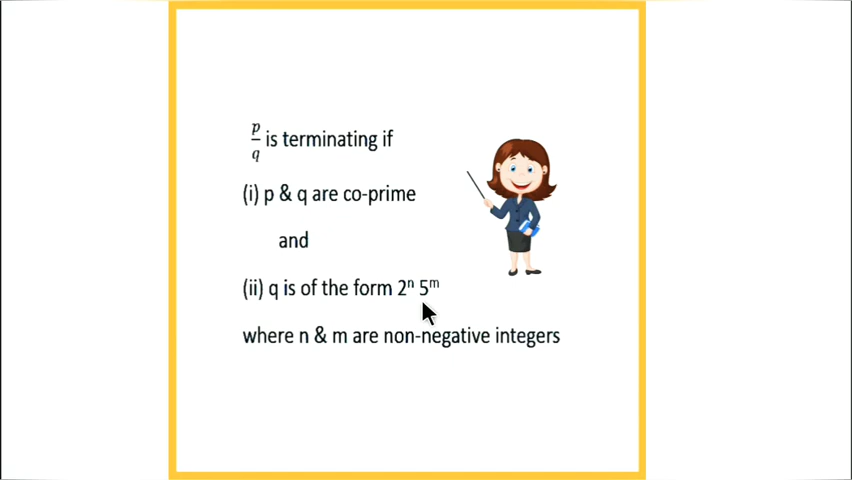 p/q is terminating if
(i) p & q are co-prime
and
(ii) q is of the form 2ⁿ 5ᵐ
where n & m are non-negative integers